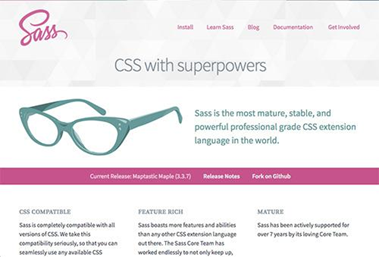 Sass
Install Learn Sass Blog Documentation Get Involved
CSS with superpowers
Sass is the most mature, stable, and
powerful professional grade CSS extension
language in the world.
Current Release: Maptastic Maple (3.3.7) Release Notes Fork on Github
CSS COMPATIBLE
Sass is completely compatible with all
versions of CSS. We take this
compatibility seriously, so that you can
seamlessly use any available CSS
FEATURE RICH
Sass boasts more features and abilities
than any other CSS extension language
out there. The Sass Core Team has
worked endlessly to not only keep up,
MATURE
Sass has been actively supported for
over 7 years by its loving Core Team.